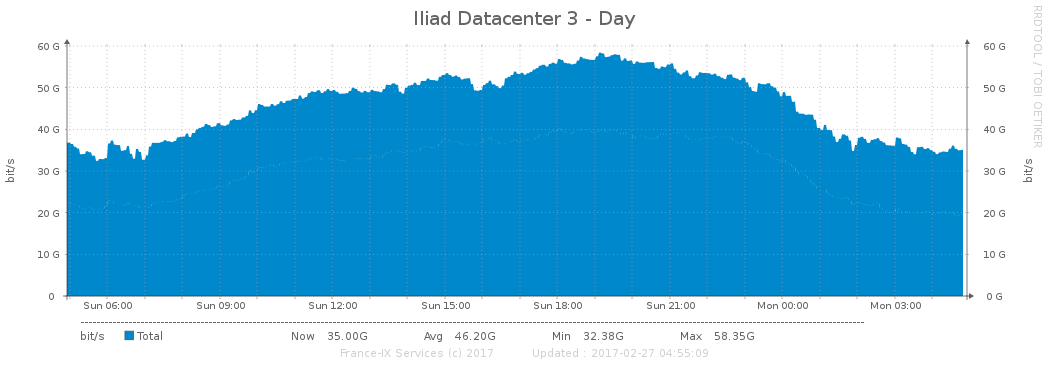 Iliad Datacenter 3 - Day
RRDTOOL / TOBI OETIKER
60 G 60 G
50 G 50 G
40 G 40 G
30 G 30 G
20 G 20 G
10 G 10 G
0 0 G
bit/s bit/s
Sun 06:00 Sun 09:00 Sun 12:00 Sun 15:00 Sun 18:00 Sun 21:00 Mon 00:00 Mon 03:00
bit/s Total Now 35.00G Avg 46.20G Min 32.38G Max 58.35G
France-IX Services (c) 2017 Updated : 2017-02-27 04:55:09